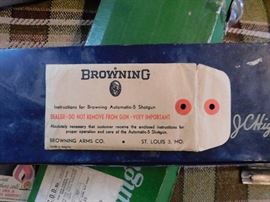 BROWNING
Instructions for Browning Automatic-5 Shotgun
DEALER - DO NOT REMOVE FROM GUN - VERY IMPORTANT
Absolutely necessary that customer receive the enclosed instructions for
proper operation and care of the Automatic-5 Shotgun.
BROWNING ARMS CO. • ST. LOUIS 3, MO.
J.C.Hig